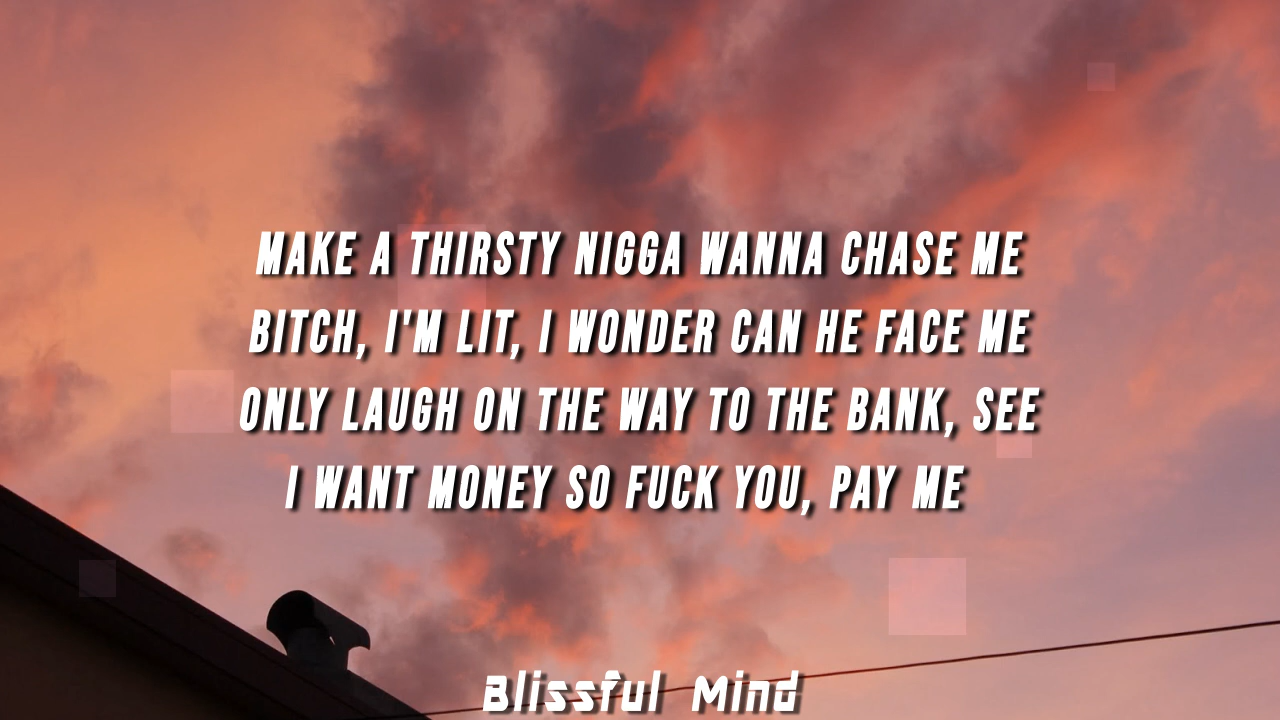 MAKE A THIRSTY NIGGA WANNA CHASE ME
BITCH, I'M LIT, I WONDER CAN HE FACE ME
ONLY LAUGH ON THE WAY TO THE BANK, SEE
I WANT MONEY SO FUCK YOU, PAY ME
Blissful Mind